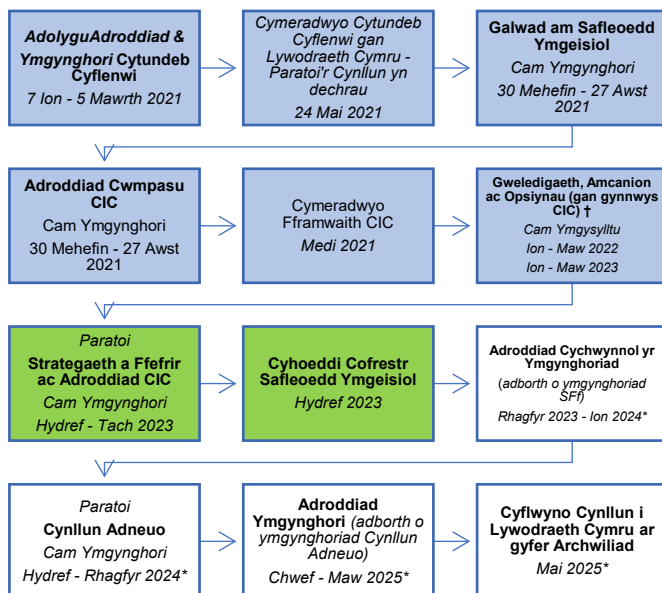 AdolyguAdroddiad &
Ymgynghori Cytundeb
Cyflenwi
7 Ion - 5 Mawrth 2021
Cymeradwyo Cytundeb
Cyflenwi gan
Lywodraeth Cymru -
Paratoi'r Cynllun yn
dechrau
24 Mai 2021
Galwad am Safleoedd
Ymgeisiol
Cam Ymgynghori
30 Mehefin - 27 Awst
2021
Adroddiad Cwmpasu
CIC
Cam Ymgynghori
30 Mehefin - 27 Awst
2021
Cymeradwyo
Fframwaith CIC
Medi 2021
Gweledigaeth, Amcanion
ac Opsiynau (gan gynnwys
CIC) †
Cam Ymgysylltu
Ion - Maw 2022
Ion - Maw 2023
Paratoi
Strategaeth a Ffefrir
ac Adroddiad CIC
Cam Ymgynghori
Hydref - Tach 2023
Cyhoeddi Cofrestr
Safleoedd Ymgeisiol
Hydref 2023
Adroddiad Cychwynnol yr
Ymgynghoriad
(adborth o ymgynghoriad
SFf)
Rhagfyr 2023 - Ion 2024*
Paratoi
Cynllun Adneuo
Cam Ymgynghori
Hydref - Rhagfyr 2024*
Adroddiad
Ymgynghori (adborth o
ymgynghoriad Cynllun
Adneuo)
Chwef - Maw 2025*
Cyflwyno Cynllun i
Lywodraeth Cymru ar
gyfer Archwiliad
Mai 2025*